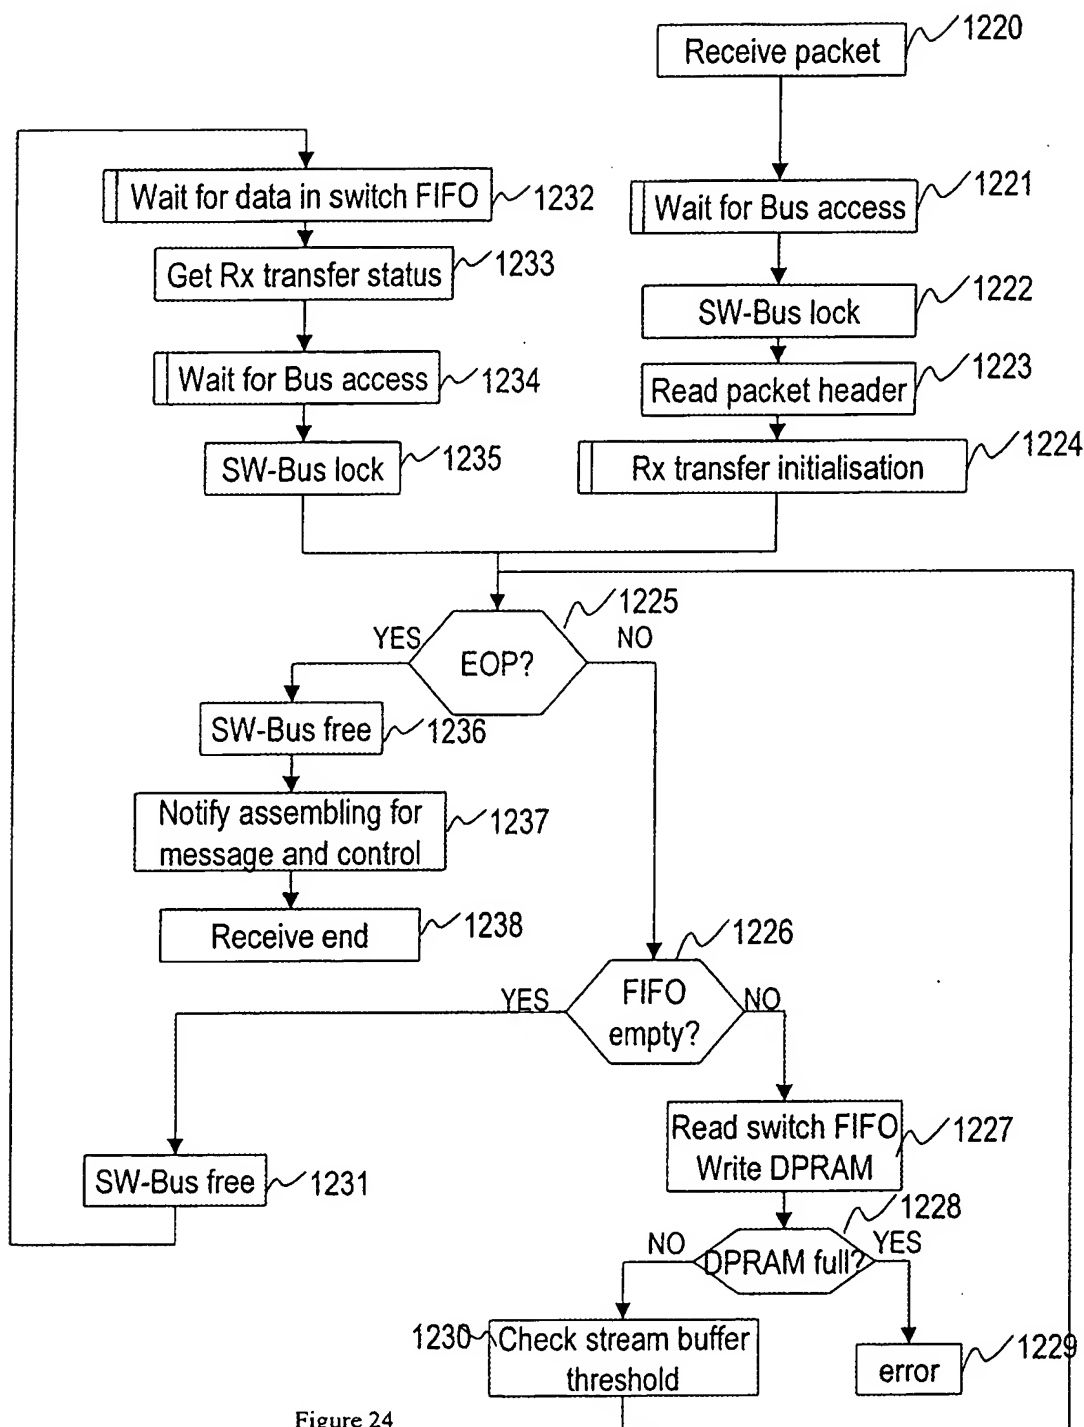 Receive packet
1220
Wait for Bus access
1221
SW-Bus lock
1222
Read packet header
1223
Rx transfer initialisation
1224
Wait for data in switch FIFO
1232
Get Rx transfer status
1233
Wait for Bus access
1234
SW-Bus lock
1235
EOP?
1225
YES
NO
SW-Bus free
1236
Notify assembling for
message and control
1237
Receive end
1238
FIFO
empty?
1226
YES
NO
SW-Bus free
1231
Read switch FIFO
Write DPRAM
1227
DPRAM full?
1228
NO
YES
1230
Check stream buffer
threshold
error
1229
Figure 24